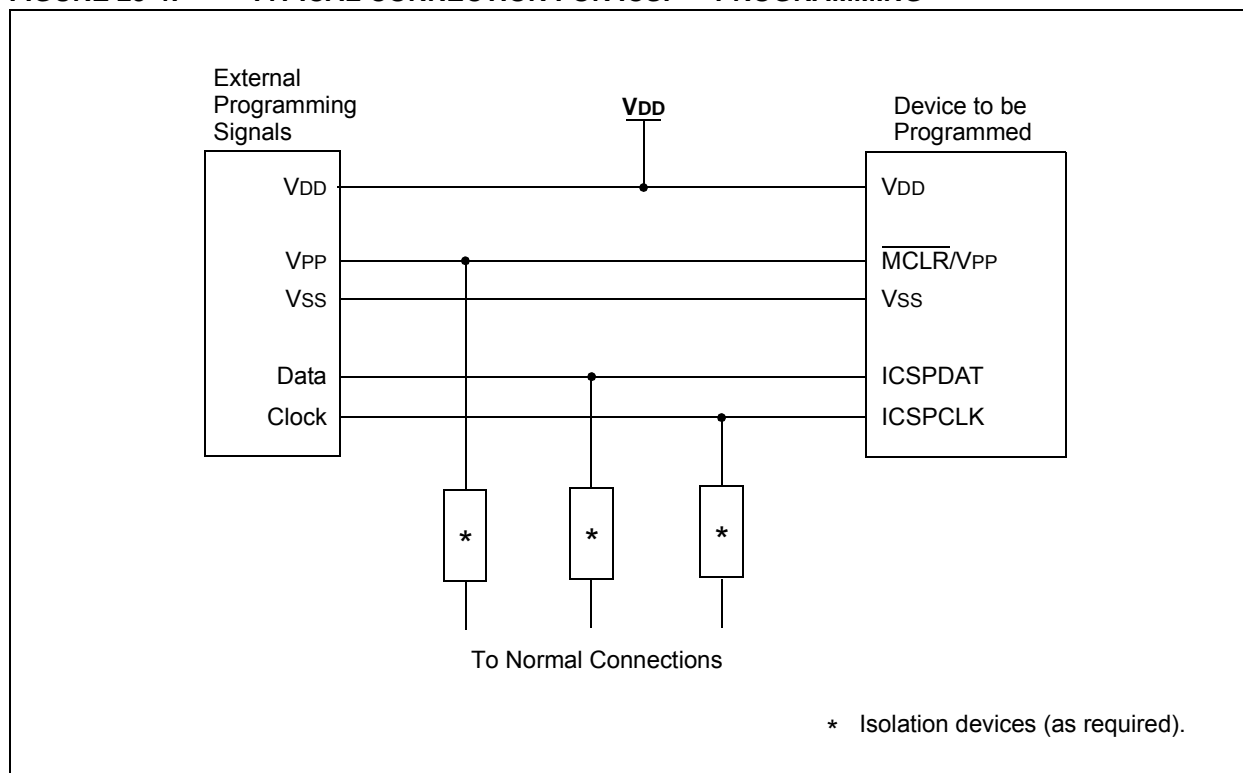 External
Programming
Signals
VDD
Device to be
Programmed
VDD
VDD
VPP
MCLR/VPP
VSS
VSS
Data
ICSPDAT
Clock
ICSPCLK
*
*
*
To Normal Connections
* Isolation devices (as required).